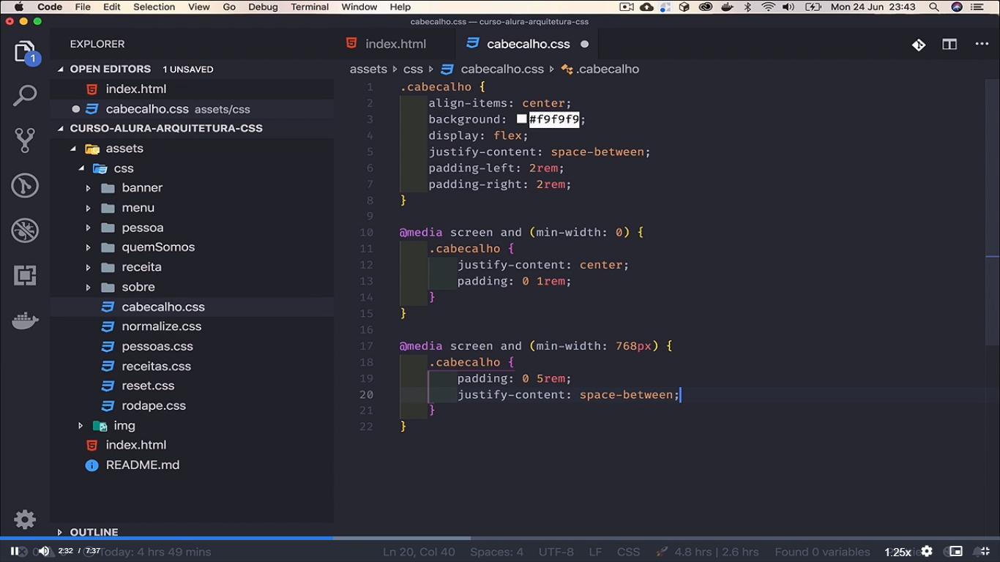 Code File Edit Selection View Go Debug Terminal Window Help Mon 24 Jun 23:43
cabecalho.css — curso-alura-arquitetura-css
EXPLORER
OPEN EDITORS 1 UNSAVED
index.html
cabecalho.css assets/css
CURSO-ALURA-ARQUITETURA-CSS
assets
css
banner
menu
pessoa
quemSomos
receita
sobre
cabecalho.css
normalize.css
pessoas.css
receitas.css
reset.css
rodape.css
img
index.html
README.md
OUTLINE
1
index.html cabecalho.css
assets css cabecalho.css .cabecalho
1 .cabecalho {
2 align-items: center;
3 background: #f9f9f9;
4 display: flex;
5 justify-content: space-between;
6 padding-left: 2rem;
7 padding-right: 2rem;
8 }
9
10 @media screen and (min-width: 0) {
11 .cabecalho {
12 justify-content: center;
13 padding: 0 1rem;
14 }
15 }
16
17 @media screen and (min-width: 768px) {
18 .cabecalho {
19 padding: 0 5rem;
20 justify-content: space-between;
21 }
22 }
2:32 / 7:37 Today: 4 hrs 49 mins Ln 20, Col 40 Spaces: 4 UTF-8 LF CSS 4.8 hrs | 2.6 hrs Found 0 variables 1.25x